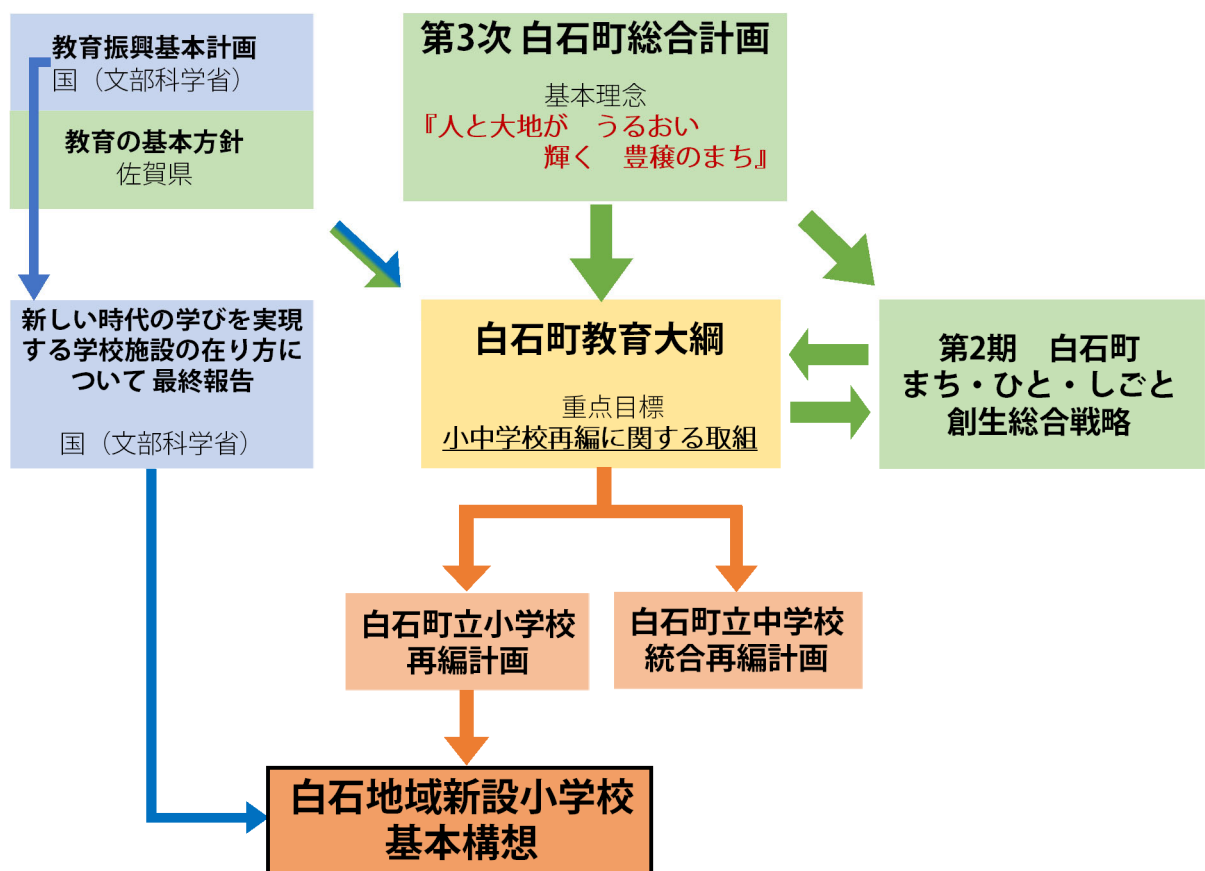 教育振興基本計画
国（文部科学省）
教育の基本方針
佐賀県
第3次 白石町総合計画
基本理念
『人と大地が　うるおい
輝く　豊穣のまち』
新しい時代の学びを実現
する学校施設の在り方に
ついて 最終報告
国（文部科学省）
白石町教育大綱
重点目標
小中学校再編に関する取組
第2期　白石町
まち・ひと・しごと
創生総合戦略
白石町立小学校
再編計画
白石町立中学校
統合再編計画
白石地域新設小学校
基本構想